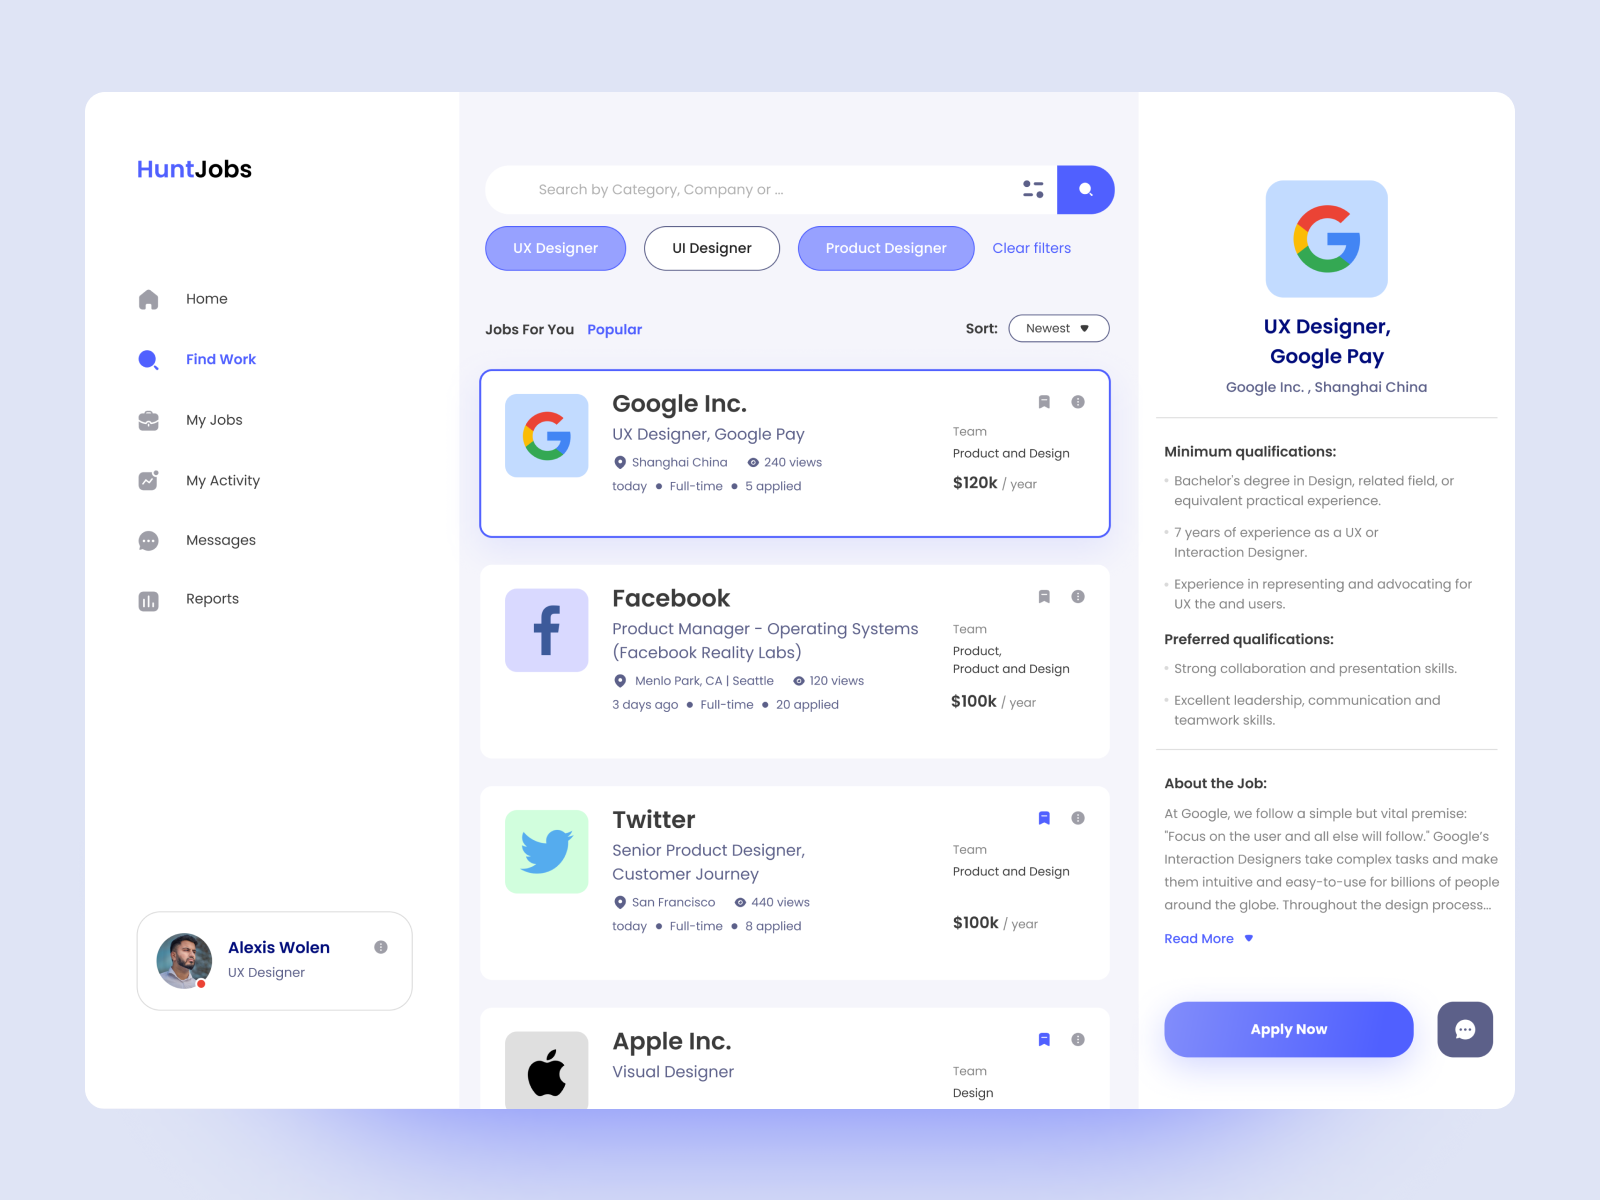 HuntJobs
Home
Find Work
My Jobs
My Activity
Messages
Reports
Alexis Wolen
UX Designer
Search by Category, Company or ...
UX Designer
UI Designer
Product Designer
Clear filters
Jobs For You
Popular
Sort:
Newest
Google Inc.
UX Designer, Google Pay
Shanghai China
240 views
today
Full-time
5 applied
Team
Product and Design
$120k / year
Facebook
Product Manager - Operating Systems
(Facebook Reality Labs)
Menlo Park, CA | Seattle
120 views
3 days ago
Full-time
20 applied
Team
Product,
Product and Design
$100k / year
Twitter
Senior Product Designer,
Customer Journey
San Francisco
440 views
today
Full-time
8 applied
Team
Product and Design
$100k / year
Apple Inc.
Visual Designer
Team
Design
UX Designer,
Google Pay
Google Inc. , Shanghai China
Minimum qualifications:
Bachelor's degree in Design, related field, or
equivalent practical experience.
7 years of experience as a UX or
Interaction Designer.
Experience in representing and advocating for
UX the and users.
Preferred qualifications:
Strong collaboration and presentation skills.
Excellent leadership, communication and
teamwork skills.
About the Job:
At Google, we follow a simple but vital premise:
"Focus on the user and all else will follow." Google's
Interaction Designers take complex tasks and make
them intuitive and easy-to-use for billions of people
around the globe. Throughout the design process...
Read More
Apply Now